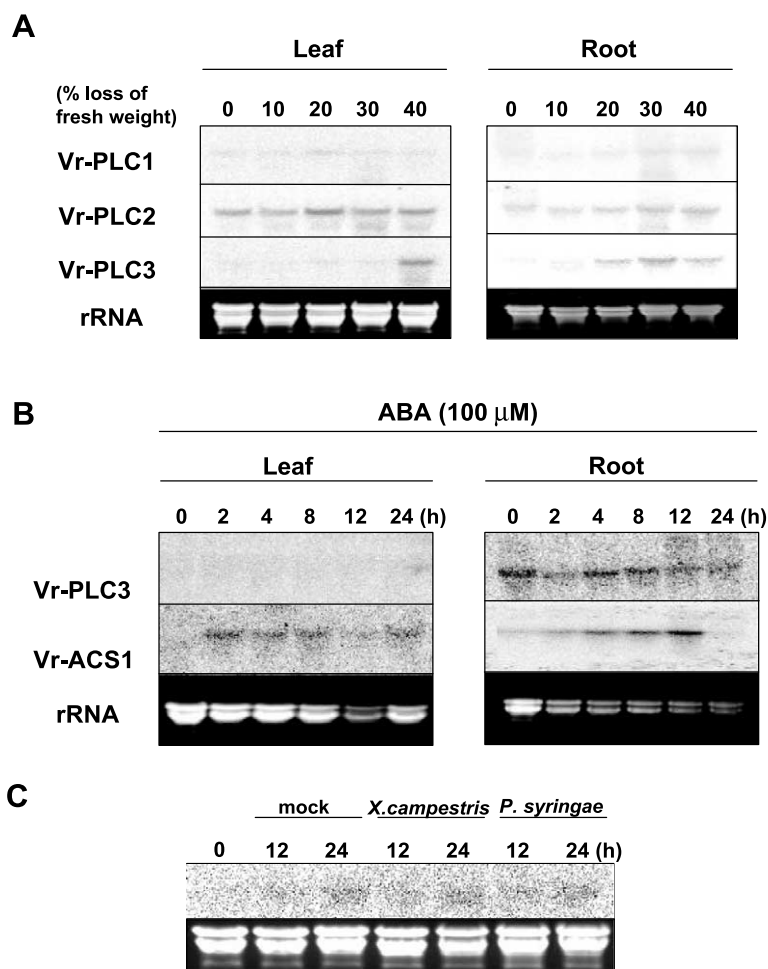 A
Leaf Root
(% loss of
fresh weight)
0 10 20 30 40 0 10 20 30 40
Vr-PLC1
Vr-PLC2
Vr-PLC3
rRNA
B
ABA (100 μM)
Leaf Root
0 2 4 8 12 24 (h) 0 2 4 8 12 24 (h)
Vr-PLC3
Vr-ACS1
rRNA
C
mock X.campestris P. syringae
0 12 24 12 24 12 24 (h)